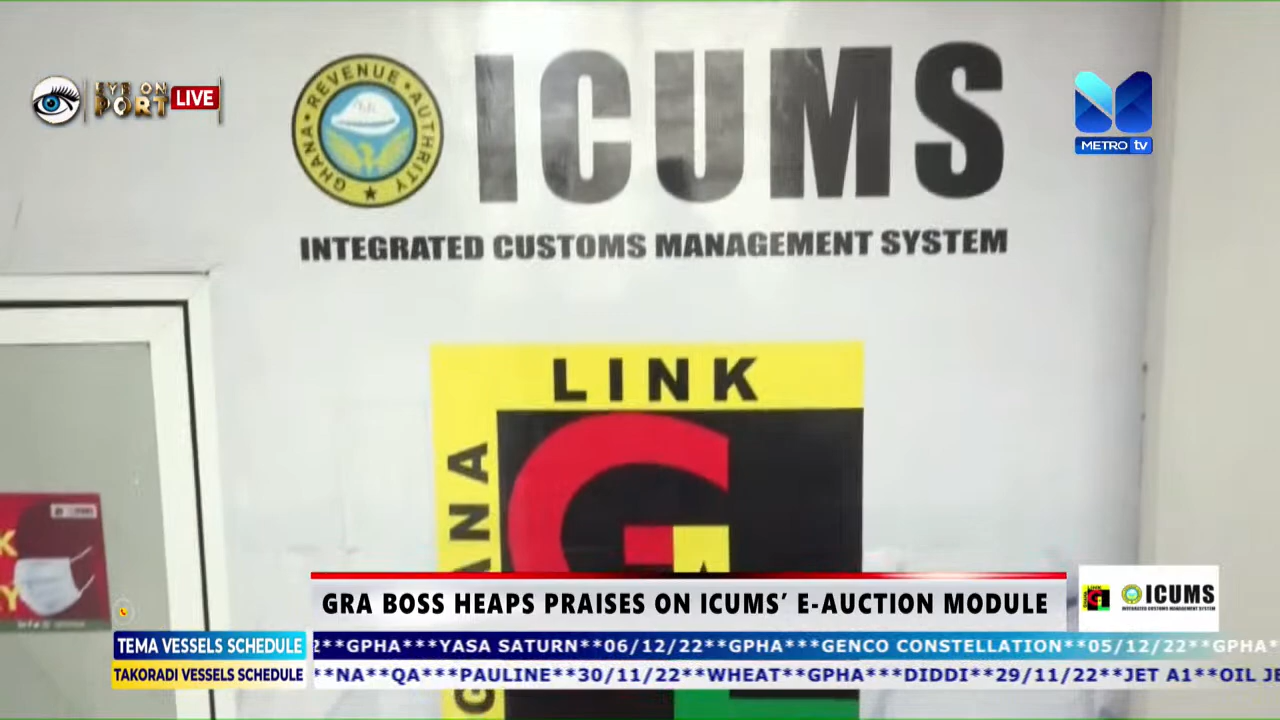 EYE ON
PORT LIVE
GHANA • REVENUE • AUTHORITY
ICUMS
INTEGRATED CUSTOMS MANAGEMENT SYSTEM
METRO tv
LINK
GRA BOSS HEAPS PRAISES ON ICUMS' E-AUCTION MODULE
LINK
ICUMS
INTEGRATED CUSTOMS MANAGEMENT SYSTEM
TEMA VESSELS SCHEDULE
**GPHA***YASA SATURN**06/12/22**GPHA***GENCO CONSTELLATION**05/12/22**GPHA*
TAKORADI VESSELS SCHEDULE
**NA**QA***PAULINE**30/11/22**WHEAT**GPHA***DIDDI**29/11/22**JET A1**OIL JE